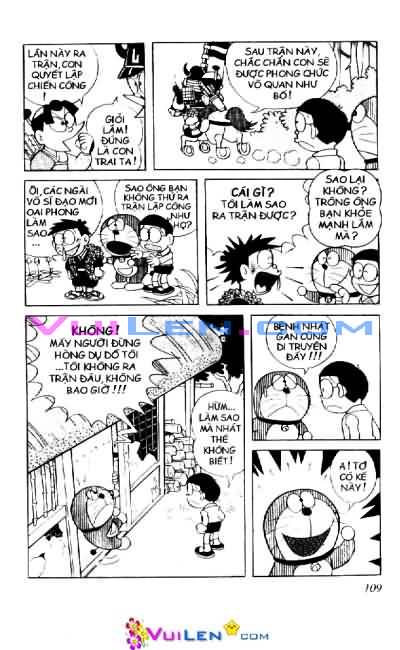 LẦN NÀY RA
TRẬN, CON
QUYẾT LẬP
CHIẾN CÔNG
!
GIỎI
LẮM!
ĐÚNG
LÀ CON
TRAI TA!
SAU TRẬN NÀY,
CHẮC CHẮN CON SẼ
ĐƯỢC PHONG CHỨC
VÕ QUAN NHƯ
BỐ!
ÔI, CÁC NGÀI
VÕ SĨ ĐẠO MỚI
OAI PHONG
LÀM
SAO
...
SAO ÔNG BẠN
KHÔNG THỬ RA
TRẬN LẬP CÔNG
NHƯ
HỌ?
CÁI GÌ?
TÔI LÀM SAO
RA TRẬN ĐƯỢC?
SAO LẠI
KHÔNG?
TRÔNG ÔNG
BẠN KHỎE
MẠNH LẮM
MÀ?
VUILEN.COM
KHÔNG!
MẤY NGƯỜI ĐỪNG
HÒNG DỤ DỖ TÔI
...TÔI KHÔNG RA
TRẬN ĐÂU, KHÔNG
BAO GIỜ!!!
HỪM...
LÀM SAO
MÀ NHÁT
THẾ
KHÔNG
BIẾT!
BỆNH NHÁT
GAN CŨNG
DI TRUYỀN
ĐẤY!!!
A! TỚ
CÓ KẾ
NÀY!
109
VUILEN.COM